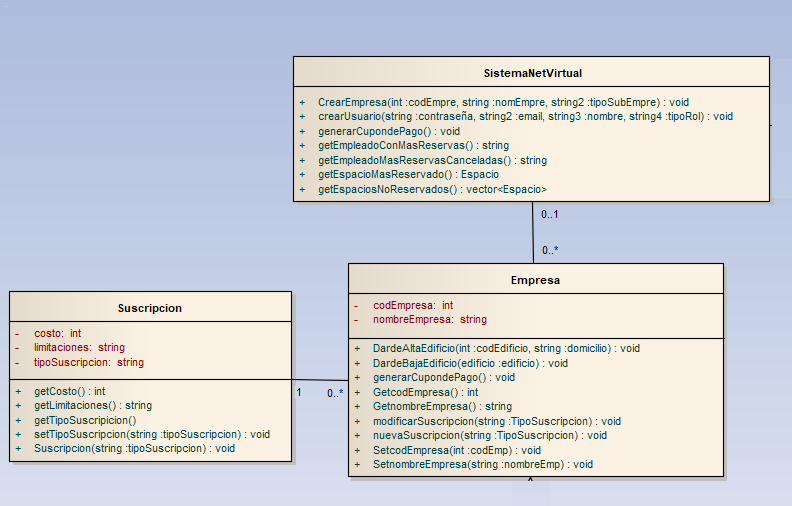 SistemaNetVirtual
+ CrearEmpresa(int :codEmpre, string :nomEmpre, string2 :tipoSubEmpre) : void
+ crearUsuario(string :contraseña, string2 :email, string3 :nombre, string4 :tipoRol) : void
+ generarCupondePago() : void
+ getEmpleadoConMasReservas() : string
+ getEmpleadoMasReservasCanceladas() : string
+ getEspacioMasReservado() : Espacio
+ getEspaciosNoReservados() : vector<Espacio>
0..1
0..*
Empresa
- codEmpresa: int
- nombreEmpresa: string
+ DardeAltaEdificio(int :codEdificio, string :domicilio) : void
+ DardeBajaEdificio(edificio :edificio) : void
+ generarCupondePago() : void
+ GetcodEmpresa() : int
+ GetnombreEmpresa() : string
+ modificarSuscripcion(string :TipoSuscripcion) : void
+ nuevaSuscripcion(string :TipoSuscripcion) : void
+ SetcodEmpresa(int :codEmp) : void
+ SetnombreEmpresa(string :nombreEmp) : void
Suscripcion
- costo: int
- limitaciones: string
- tipoSuscripcion: string
+ getCosto() : int
+ getLimitaciones() : string
+ getTipoSuscripicion()
+ setTipoSuscripcion(string :tipoSuscripcion) : void
+ Suscripcion(string :tipoSuscripcion) : void
1
0..*